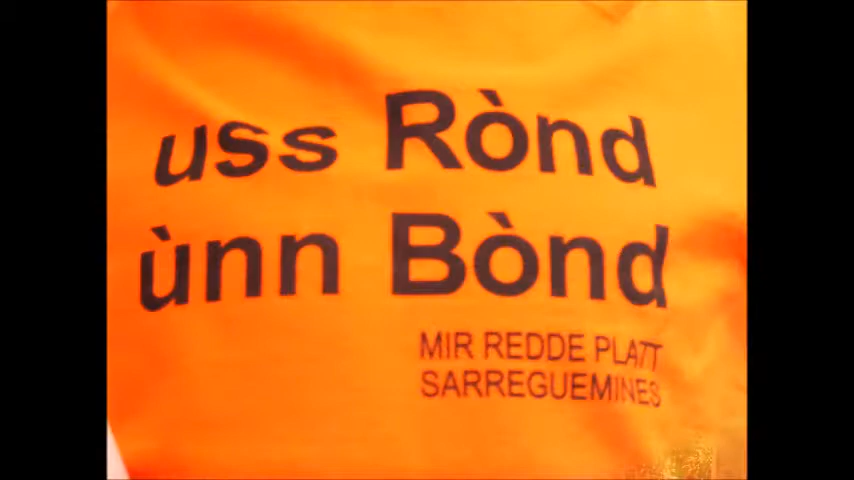 uss Rònd
ùnn Bònd
MIR REDDE PLATT
SARREGUEMINES